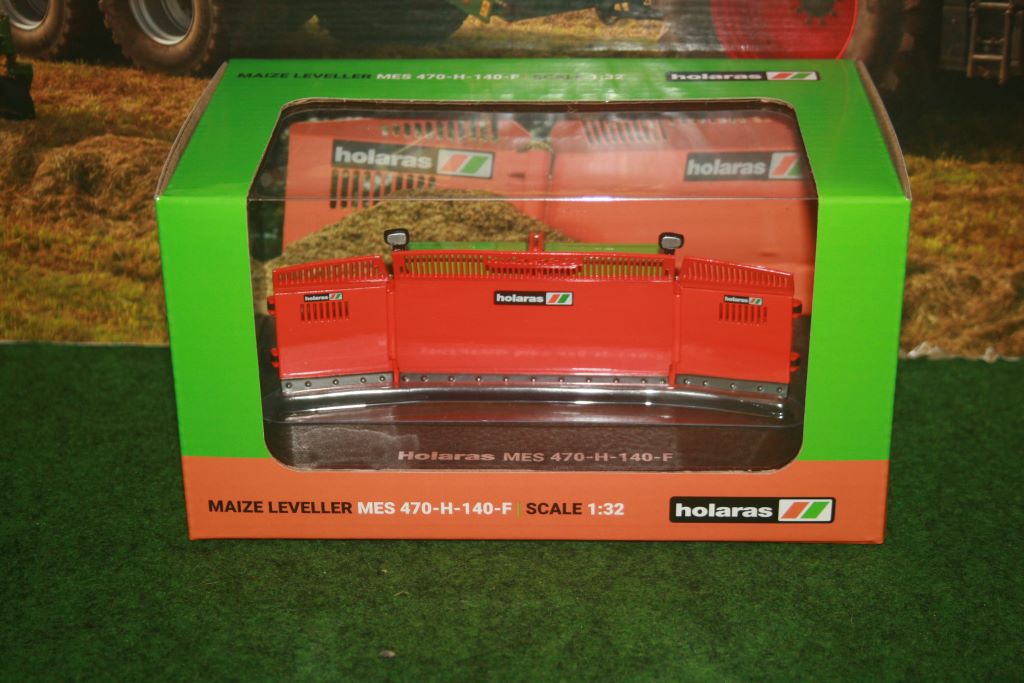 MAIZE LEVELLER MES 470-H-140-F | SCALE 1:32 holaras
holaras holaras
holaras holaras holaras
Holaras MES 470-H-140-F
MAIZE LEVELLER MES 470-H-140-F | SCALE 1:32 holaras